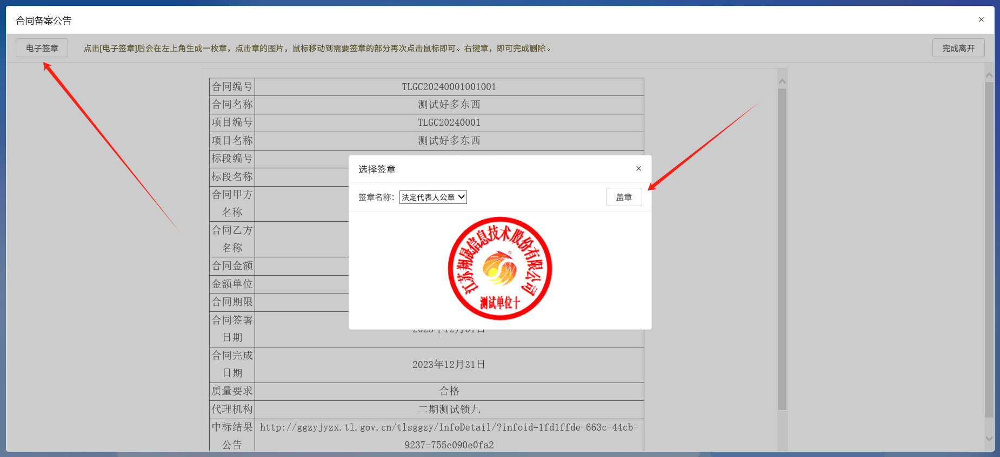 合同备案公告
×
电子签章
点击[电子签章]后会在左上角生成一枚章，点击章的图片，鼠标移动到需要签章的部分再次点击鼠标即可。右键章，即可完成删除。
完成离开
合同编号 TLGC20240001001001
合同名称 测试好多东西
项目编号 TLGC20240001
项目名称 测试好多东西
标段编号
标段名称
合同甲方
名称
合同乙方
名称
合同金额
金额单位
合同期限
合同签署
日期
2023年12月01日
合同完成
日期
2023年12月31日
质量要求 合格
代理机构 二期测试锁九
中标结果
公告
http://ggzyjyzx.tl.gov.cn/tlsggzy/InfoDetail/?infoid=1fd1ffde-663c-44cb-
9237-755e090e0fa2
选择签章
×
签章名称：
法定代表人公章
盖章
江苏翔晟信息技术股份有限公司
®
测试单位十